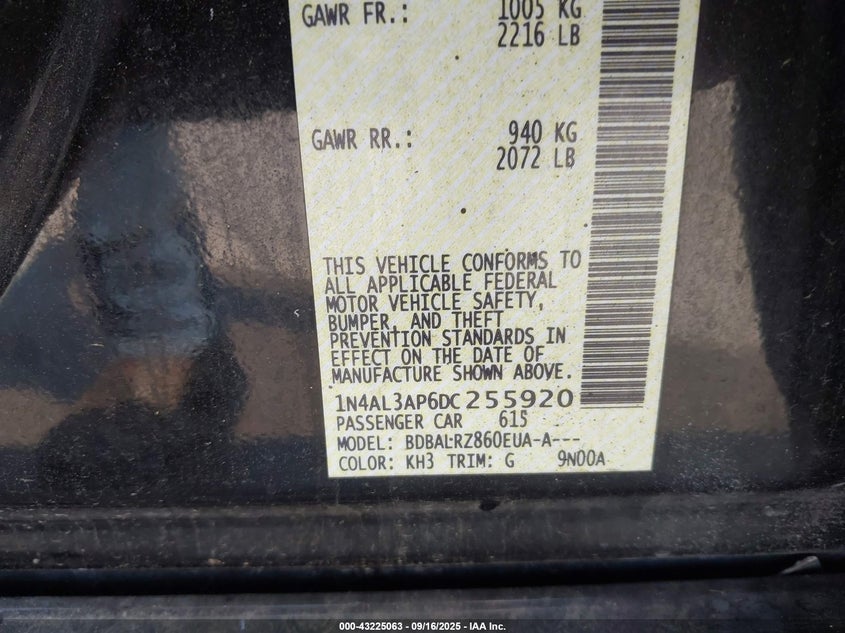 GAWR FR.: 1005 KG
2216 LB
GAWR RR.: 940 KG
2072 LB
THIS VEHICLE CONFORMS TO
ALL APPLICABLE FEDERAL
MOTOR VEHICLE SAFETY,
BUMPER, AND THEFT
PREVENTION STANDARDS IN
EFFECT ON THE DATE OF
MANUFACTURE SHOWN ABOVE.
1N4AL3AP6DC255920
PASSENGER CAR 615
MODEL: BDBALRZ860EUA-A---
COLOR: KH3 TRIM: G 9N00A
000-43225063 - 09/16/2025 - IAA Inc.